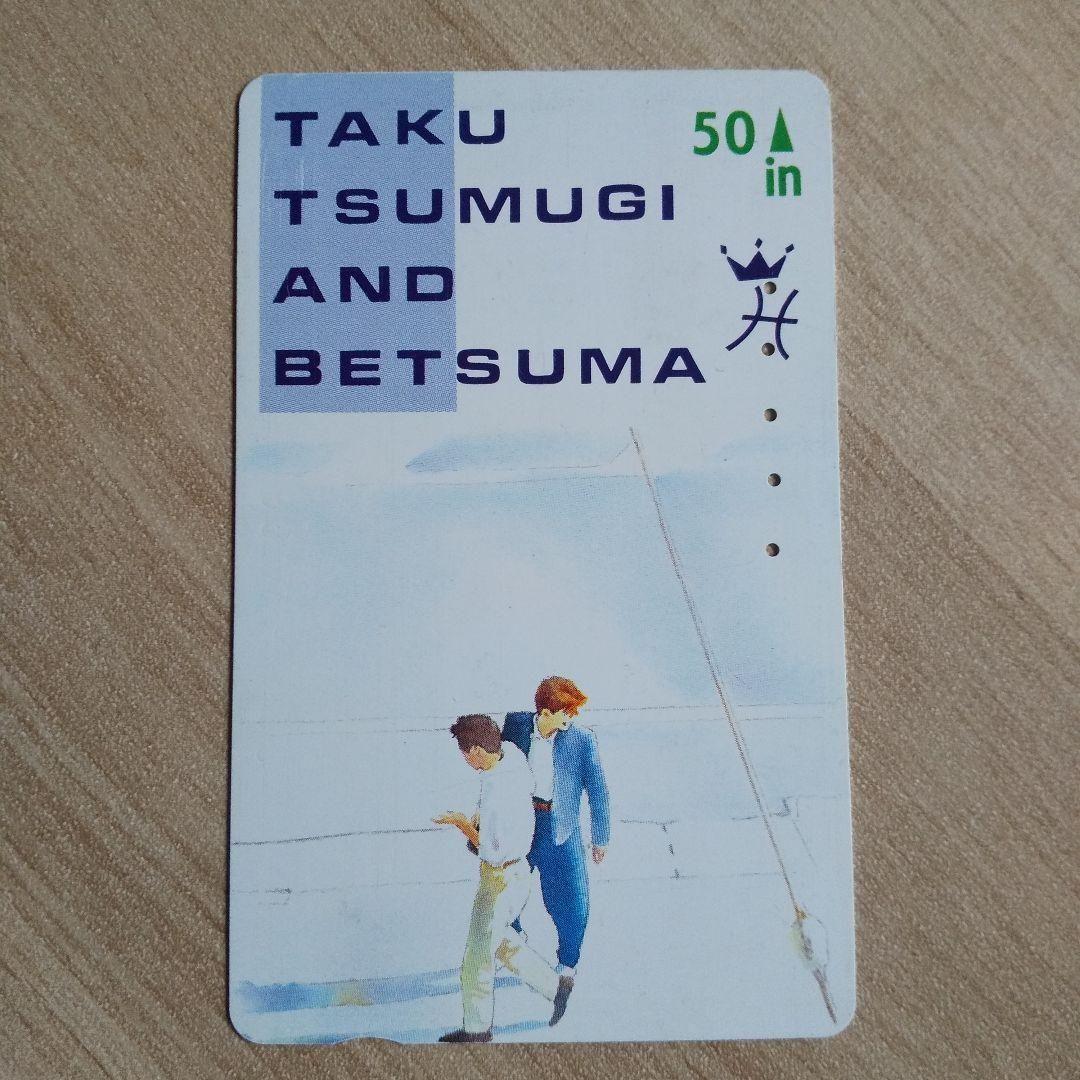 TAKU
TSUMUGI
AND
BETSUMA
50
in